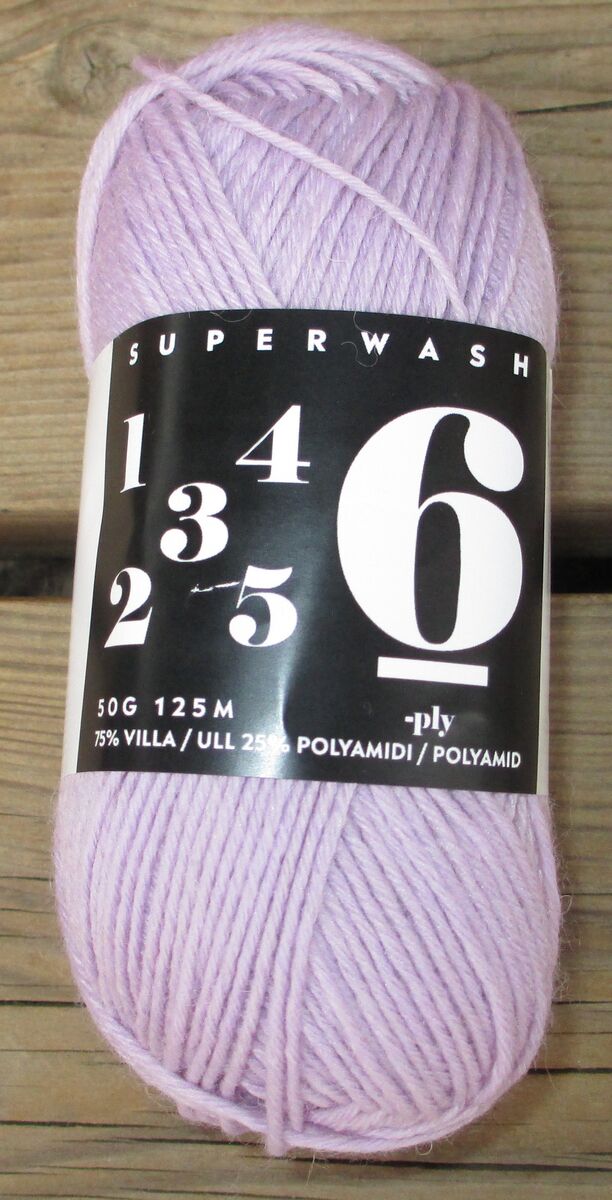 SUPERWASH
1 4
3
2 5
6
-ply
50G 125M
75% VILLA / ULL 25% POLYAMIDI / POLYAMID